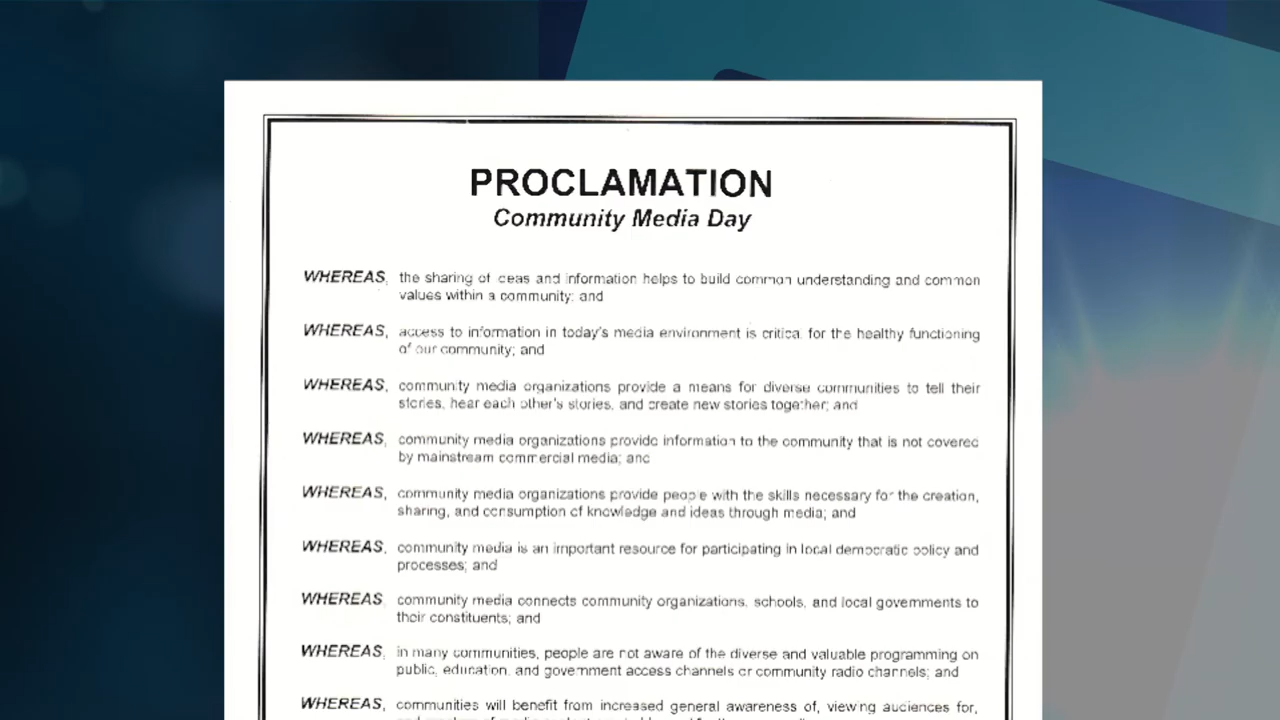 PROCLAMATION
Community Media Day
WHEREAS, the sharing of ideas and information helps to build common understanding and common
values within a community; and
WHEREAS, access to information in today's media environment is critical for the healthy functioning
of our community; and
WHEREAS, community media organizations provide a means for diverse communities to tell their
stories, hear each other's stories, and create new stories together; and
WHEREAS, community media organizations provide information to the community that is not covered
by mainstream commercial media; and
WHEREAS, community media organizations provide people with the skills necessary for the creation,
sharing, and consumption of knowledge and ideas through media; and
WHEREAS, community media is an important resource for participating in local democratic policy and
processes; and
WHEREAS community media connects community organizations, schools, and local governments to
their constituents; and
WHEREAS, in many communities, people are not aware of the diverse and valuable programming on
public, education, and government access channels or community radio channels; and
WHEREAS, communities will benefit from increased general awareness of, viewing audiences for,